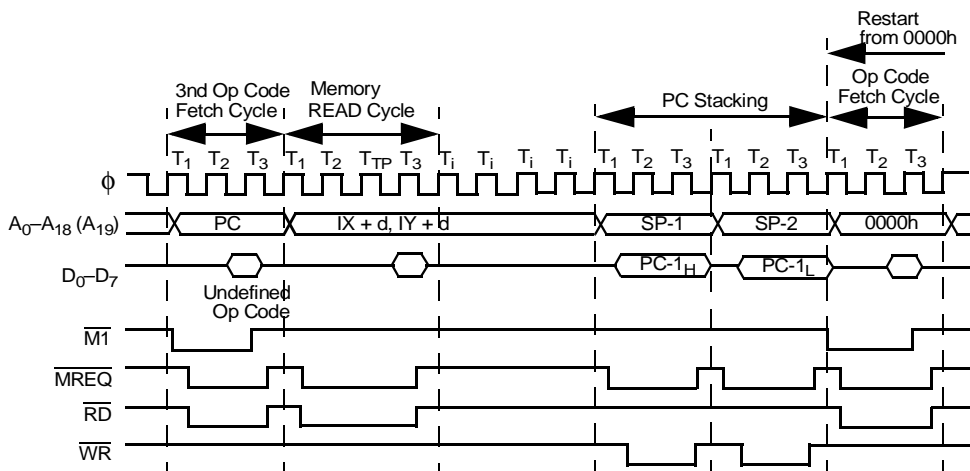 Restart
from 0000h
3nd Op Code
Fetch Cycle
Memory
READ Cycle
PC Stacking
Op Code
Fetch Cycle
T1 T2 T3 T1 T2 TTP T3 Ti Ti Ti Ti T1 T2 T3 T1 T2 T3 T1 T2 T3
ϕ
A0–A18 (A19) PC IX + d, IY + d SP-1 SP-2 0000h
D0–D7 PC-1H PC-1L
Undefined
Op Code
M1
MREQ
RD
WR